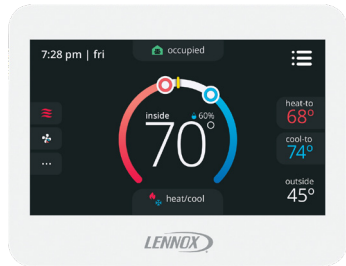 7:28 pm | fri
occupied
inside
60%
70°
heat-to
68°
cool-to
74°
outside
45°
...
heat/cool
LENNOX